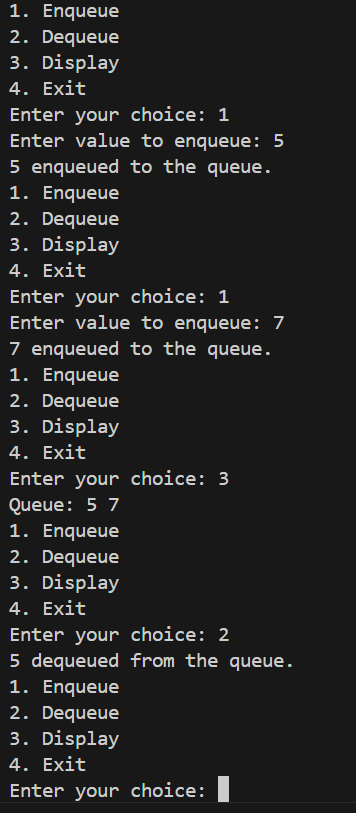 1. Enqueue
2. Dequeue
3. Display
4. Exit
Enter your choice: 1
Enter value to enqueue: 5
5 enqueued to the queue.
1. Enqueue
2. Dequeue
3. Display
4. Exit
Enter your choice: 1
Enter value to enqueue: 7
7 enqueued to the queue.
1. Enqueue
2. Dequeue
3. Display
4. Exit
Enter your choice: 3
Queue: 5 7
1. Enqueue
2. Dequeue
3. Display
4. Exit
Enter your choice: 2
5 dequeued from the queue.
1. Enqueue
2. Dequeue
3. Display
4. Exit
Enter your choice: